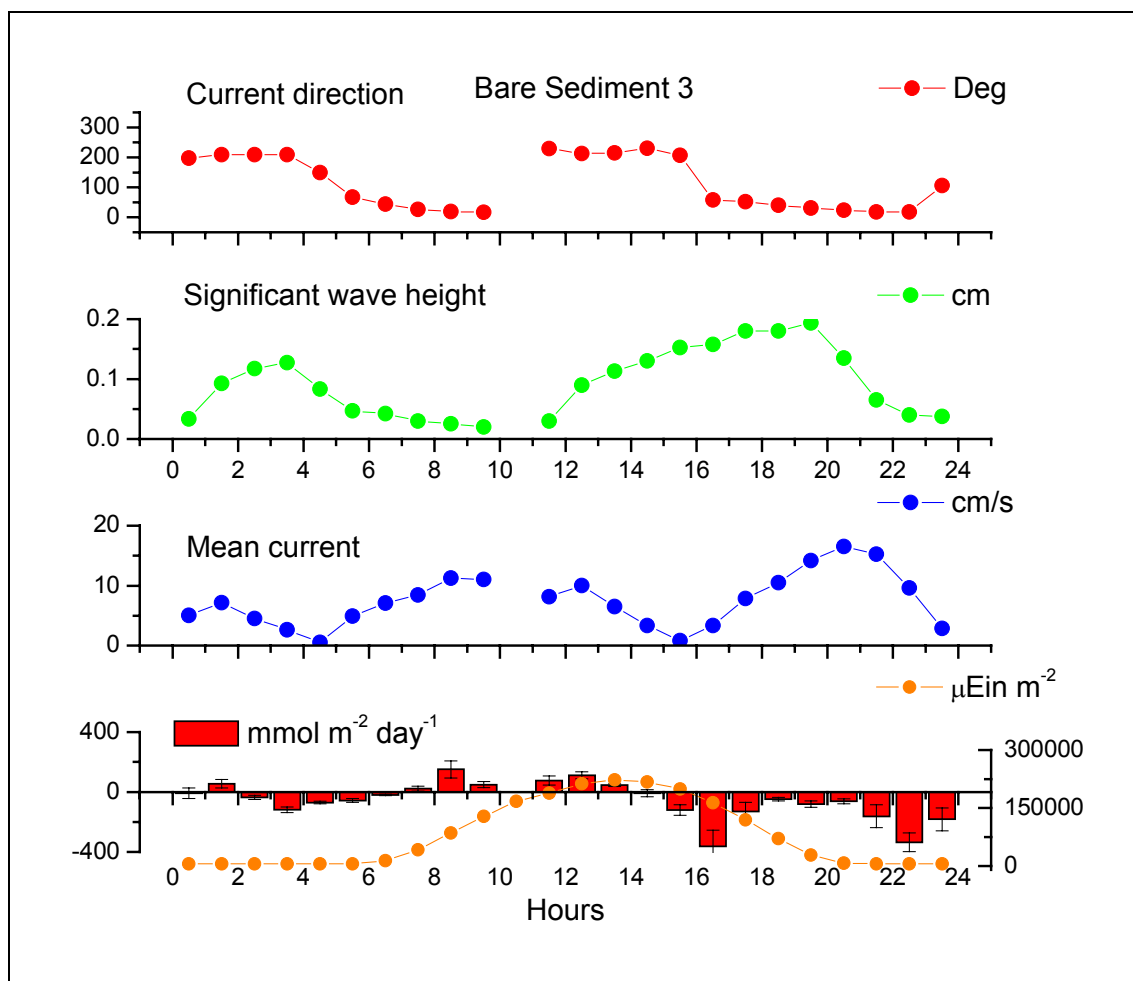 Current direction Bare Sediment 3 Deg
300
200
100
0
Significant wave height cm
0.2
0.1
0.0
0 2 4 6 8 10 12 14 16 18 20 22 24
cm/s
20
Mean current
10
0
μEin m⁻²
400 mmol m⁻² day⁻¹ 300000
0 150000
-400 0
0 2 4 6 8 10 12 14 16 18 20 22 24
Hours